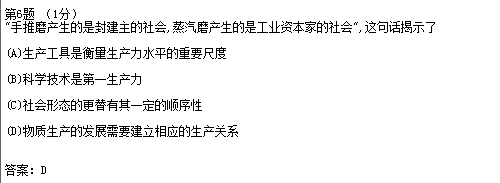 第6题 (1分)
"手推磨产生的是封建主的社会,蒸汽磨产生的是工业资本家的社会",这句话揭示了
(A)生产工具是衡量生产力水平的重要尺度
(B)科学技术是第一生产力
(C)社会形态的更替有其一定的顺序性
(D)物质生产的发展需要建立相应的生产关系
答案: D